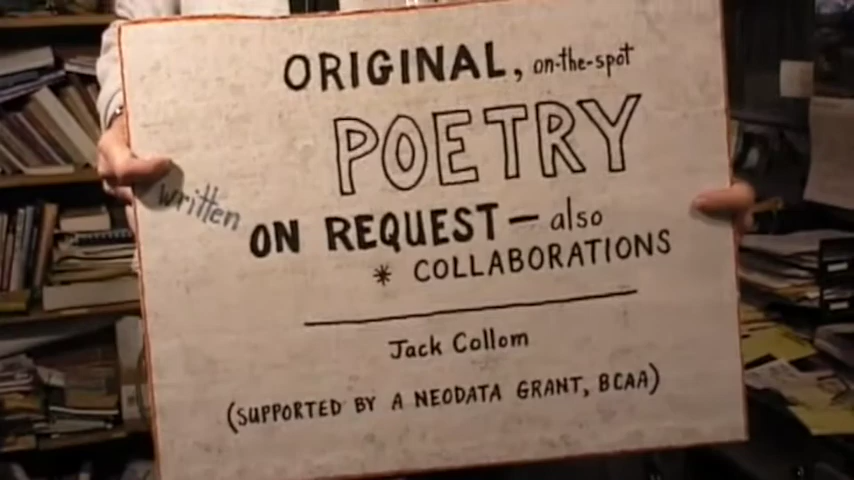 ORIGINAL, on-the-spot
POETRY
written
ON REQUEST — also
* COLLABORATIONS
Jack Collom
(SUPPORTED BY A NEODATA GRANT, BCAA)